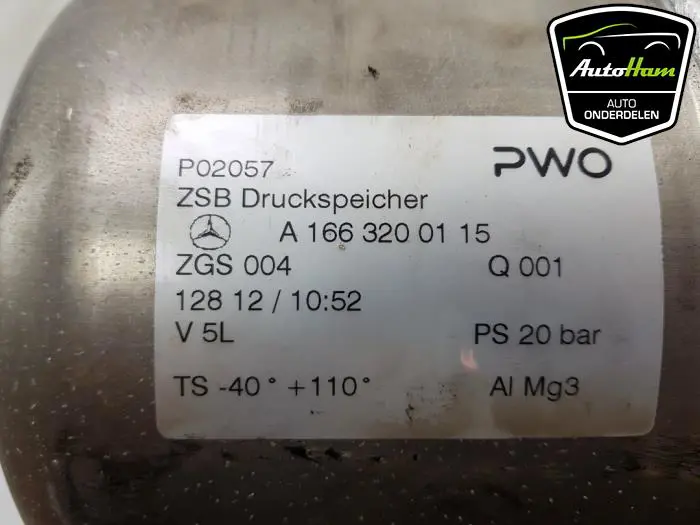 AutoHam
AUTO
ONDERDELEN
P02057
PWO
ZSB Druckspeicher
A 166 320 01 15
ZGS 004 Q 001
128 12 / 10:52
V 5L PS 20 bar
TS -40° +110° Al Mg3